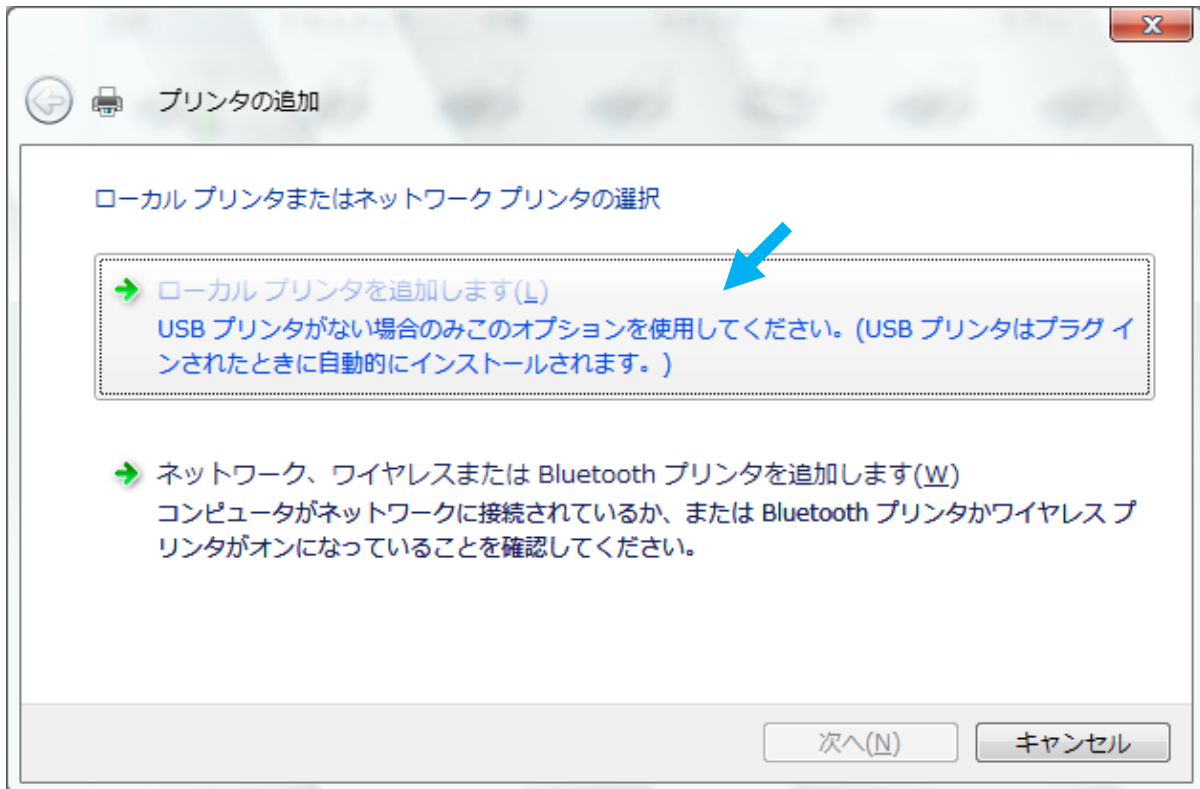 プリンタの追加
ローカル プリンタまたはネットワーク プリンタの選択
ローカル プリンタを追加します(L)
USB プリンタがない場合のみこのオプションを使用してください。(USB プリンタはプラグ イ
ンされたときに自動的にインストールされます。)
ネットワーク、ワイヤレスまたは Bluetooth プリンタを追加します(W)
コンピュータがネットワークに接続されているか、または Bluetooth プリンタかワイヤレス プ
リンタがオンになっていることを確認してください。
次へ(N)
キャンセル